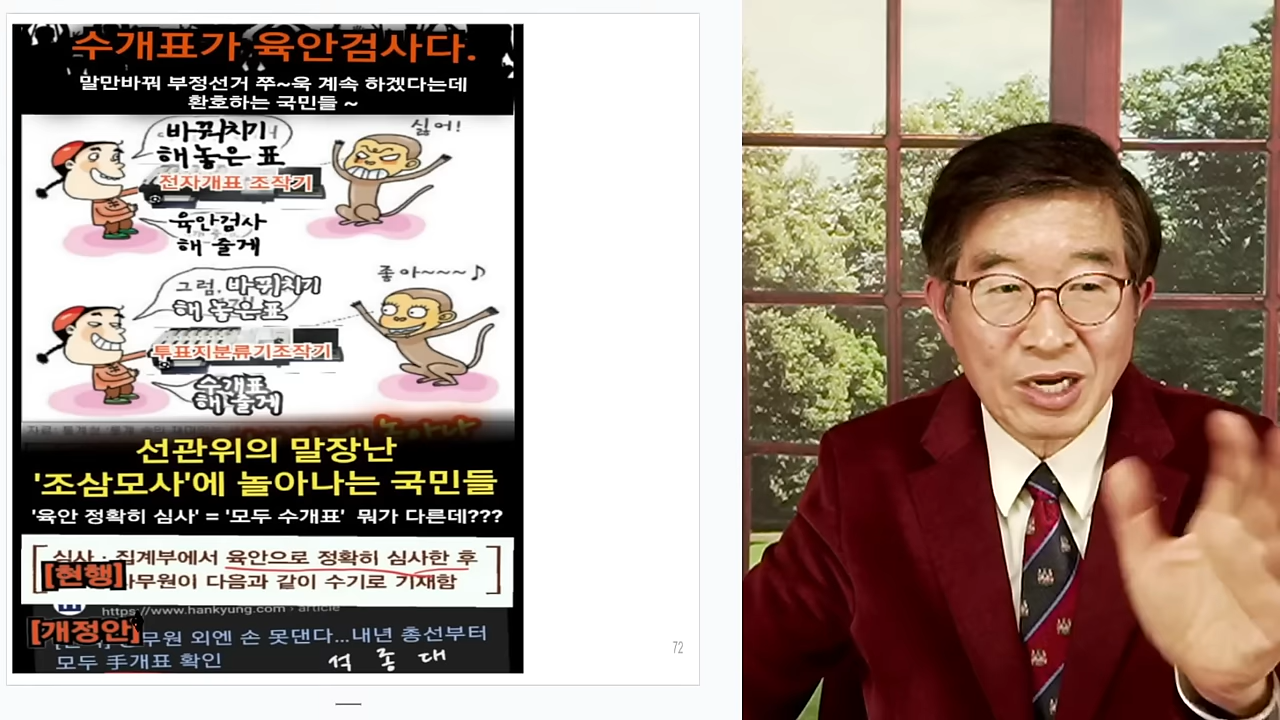 수개표가 육안검사다.
말만바꿔 부정선거 쭈~욱 계속 하겠다는데
환호하는 국민들 ~
바꿔치기
해놓은 표
싫어!
전자개표 조작기
육안검사
해 줄게
좋아~~~~♪
그럼, 바꿔치기
해 놓은표
투표지분류기조작기
수개표
해 줄게
선관위의 말장난
'조삼모사'에 놀아나는 국민들
'육안 정확히 심사' = '모두 수개표' 뭐가 다른데???
심사 : 집계부에서 육안으로 정확히 심사한 후
[현행] 사무원이 다음과 같이 수기로 기재함
https://www.hankyung.com › article
[개정안] 무원 외엔 손 못댄다...내년 총선부터
모두 手개표 확인
석 종 대
72